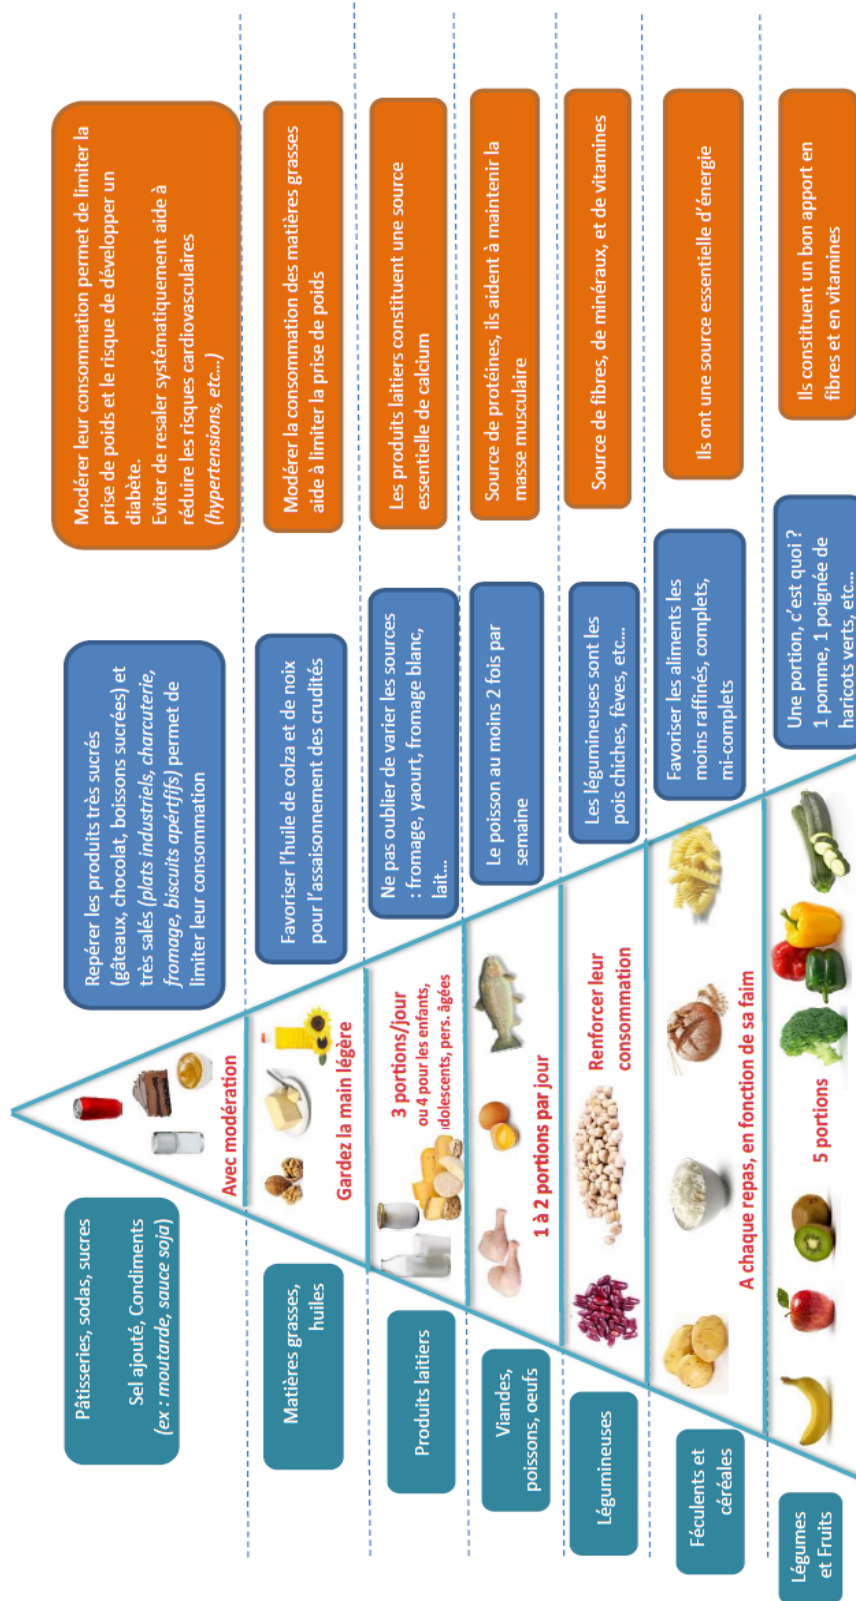 Pâtisseries, sodas, sucres
Sel ajouté, Condiments
(ex : moutarde, sauce soja)
Avec modération
Repérer les produits très sucrés
(gâteaux, chocolat, boissons sucrées) et
très salés (plats industriels, charcuterie,
fromage, biscuits apértifs) permet de
limiter leur consommation
Modérer leur consommation permet de limiter la
prise de poids et le risque de développer un
diabète.
Eviter de resaler systématiquement aide à
réduire les risques cardiovasculaires
(hypertensions, etc...)
Matières grasses,
huiles
Gardez la main légère
Favoriser l'huile de colza et de noix
pour l'assaisonnement des crudités
Modérer la consommation des matières grasses
aide à limiter la prise de poids
Produits laitiers
3 portions/jour
ou 4 pour les enfants,
dolescents, pers. âgées
Ne pas oublier de varier les sources
: fromage, yaourt, fromage blanc,
lait...
Les produits laitiers constituent une source
essentielle de calcium
Viandes,
poissons, oeufs
1 à 2 portions par jour
Le poisson au moins 2 fois par
semaine
Source de protéines, ils aident à maintenir la
masse musculaire
Légumineuses
Renforcer leur
consommation
Les légumineuses sont les
pois chiches, fèves, etc....
Source de fibres, de minéraux, et de vitamines
Féculents et
céréales
A chaque repas, en fonction de sa faim
Favoriser les aliments les
moins raffinés, complets,
mi-complets
Ils ont une source essentielle d'énergie
Légumes
et Fruits
5 portions
Une portion, c'est quoi ?
1 pomme, 1 poignée de
haricots verts, etc...
Ils constituent un bon apport en
fibres et en vitamines